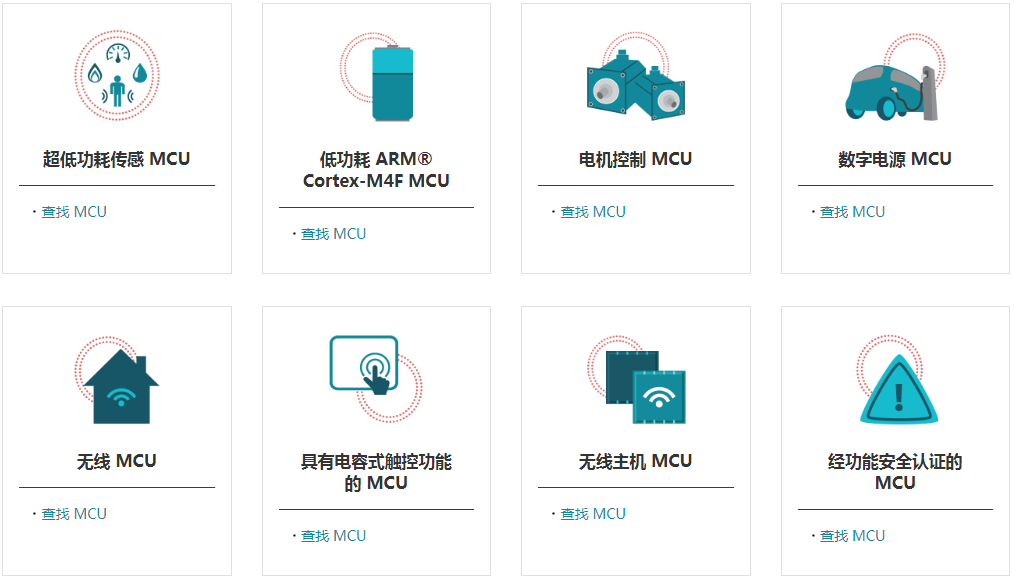 超低功耗传感 MCU
· 查找 MCU
低功耗 ARM®
Cortex-M4F MCU
· 查找 MCU
电机控制 MCU
· 查找 MCU
数字电源 MCU
· 查找 MCU
无线 MCU
· 查找 MCU
具有电容式触控功能
的 MCU
· 查找 MCU
无线主机 MCU
· 查找 MCU
经功能安全认证的
MCU
· 查找 MCU